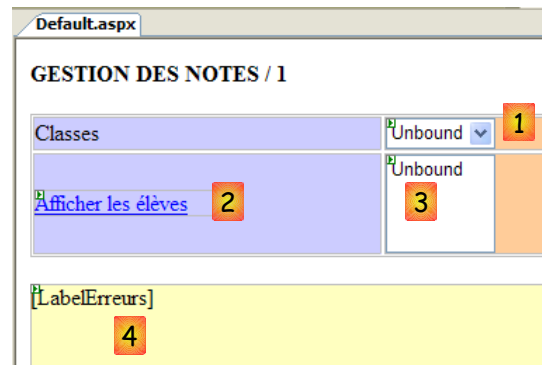 Default.aspx
GESTION DES NOTES / 1
Classes Unbound 1
Unbound
Afficher les élèves 2 3
[LabelErreurs]
4